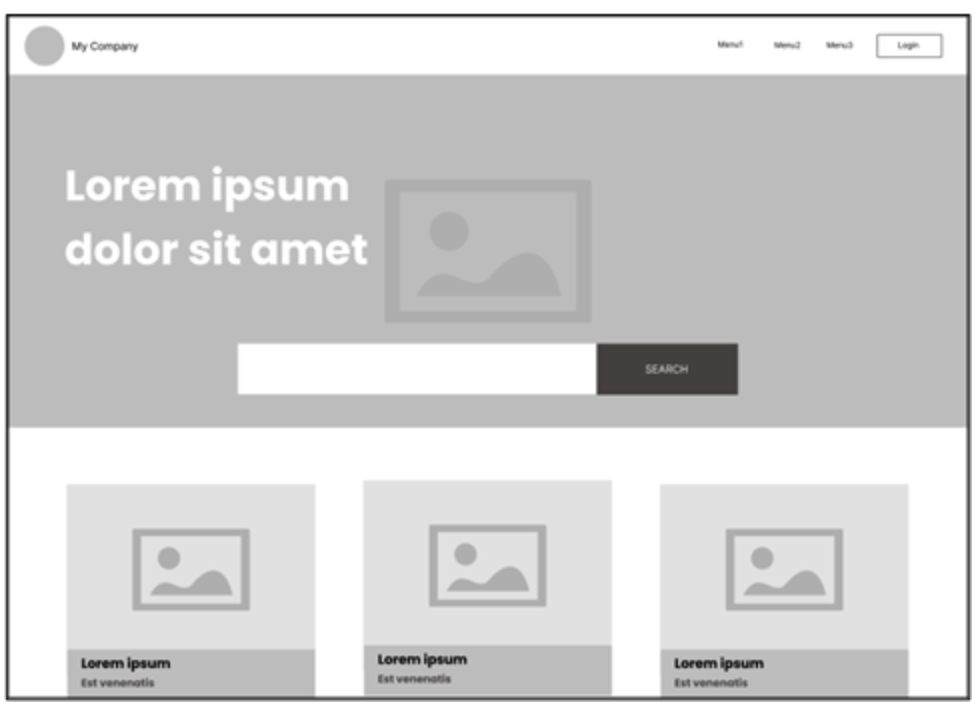 My Company
Menu1 Menu2 Menu3 Login
Lorem ipsum
dolor sit amet
SEARCH
Lorem ipsum
Est venenatis
Lorem ipsum
Est venenatis
Lorem ipsum
Est venenatis